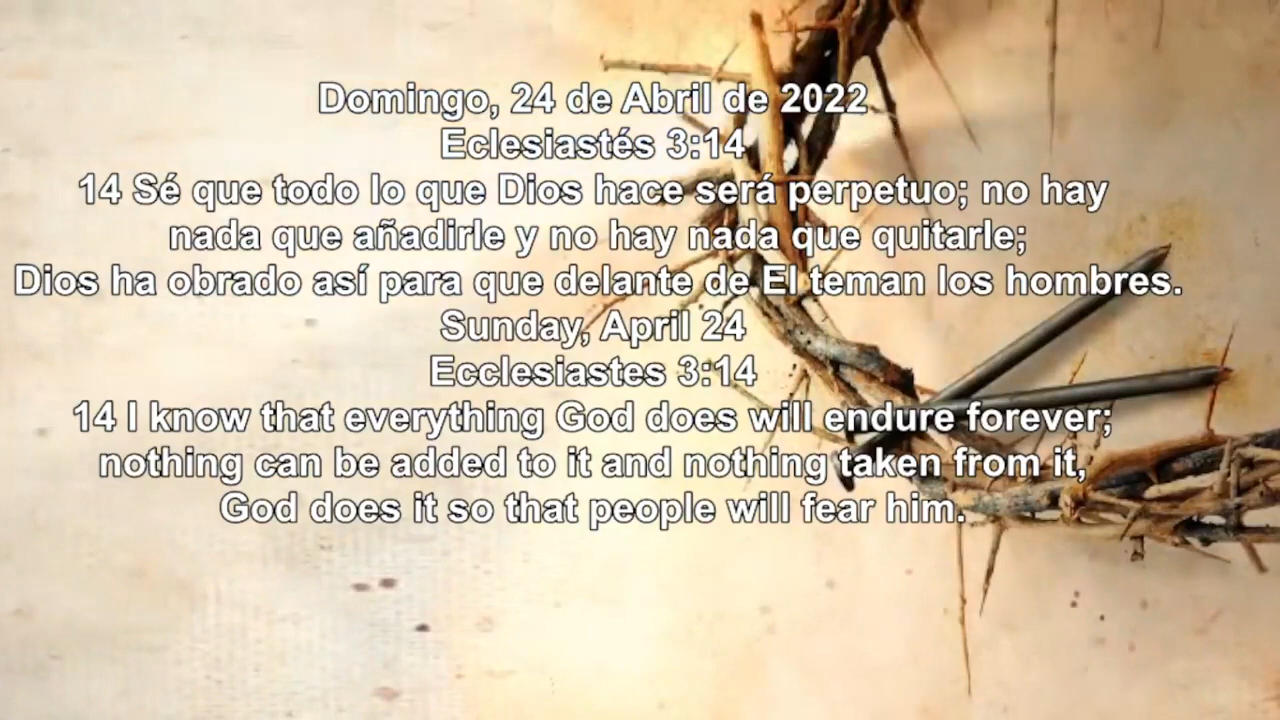 Domingo, 24 de Abril de 2022
Eclesiastés 3:14
14 Sé que todo lo que Dios hace será perpetuo; no hay
nada que añadirle y no hay nada que quitarle;
Dios ha obrado así para que delante de El teman los hombres.
Sunday, April 24
Ecclesiastes 3:14
14 I know that everything God does will endure forever;
nothing can be added to it and nothing taken from it,
God does it so that people will fear him.